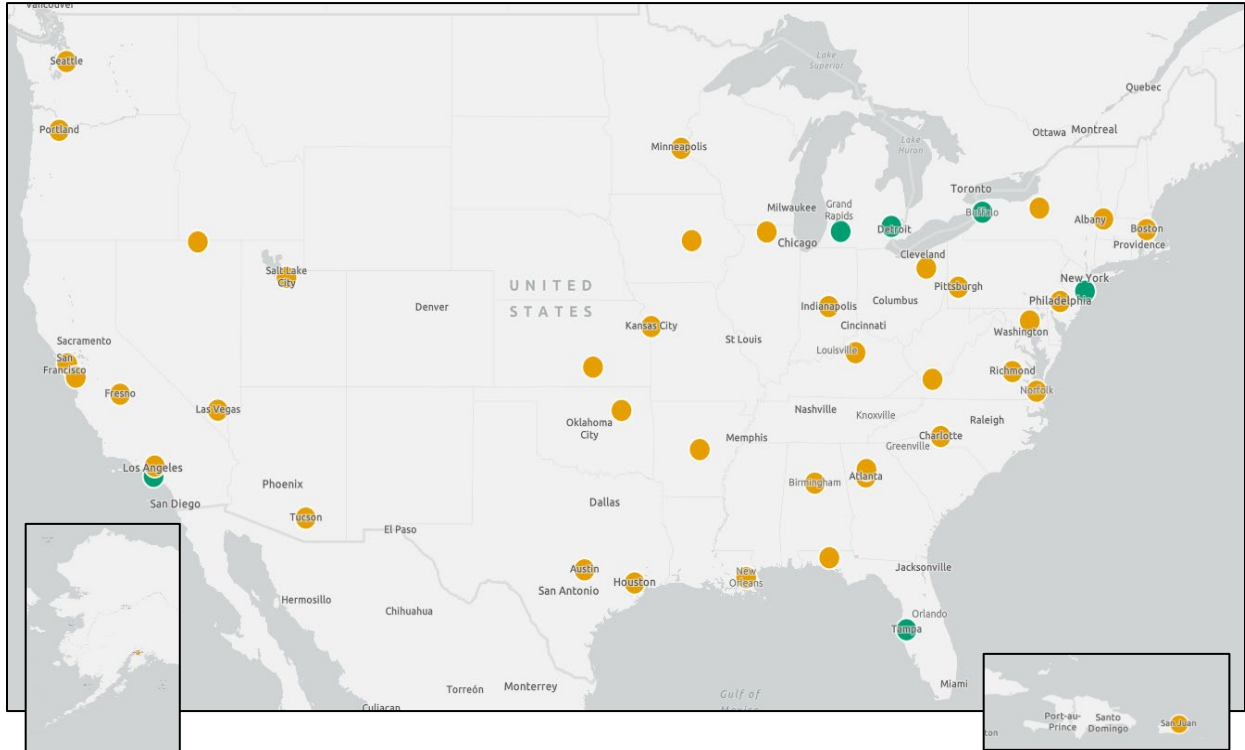 Vancouver
Seattle
Portland
Lake
Superior
Quebec
Ottawa
Montreal
Minneapolis
Lake
Huron
Toronto
Milwaukee
Grand
Rapids
Detroit
Buffalo
Albany
Boston
Providence
Chicago
Cleveland
Salt Lake
City
UNITED
STATES
Denver
Columbus
Pittsburgh
New York
Philadelphia
Indianapolis
Cincinnati
Washington
Sacramento
San
Francisco
Kansas City
St Louis
Louisville
Richmond
Norfolk
Fresno
Las Vegas
Oklahoma
City
Nashville
Knoxville
Raleigh
Memphis
Greenville
Charlotte
Los Angeles
Phoenix
San Diego
Tucson
El Paso
Dallas
Birmingham
Atlanta
Austin
San Antonio
Houston
New
Orleans
Jacksonville
Orlando
Tampa
Miami
Hermosillo
Chihuahua
Torreón
Monterrey
Culiacan
Gulf of
Port-au-
Prince
Santo
Domingo
San Juan
ton